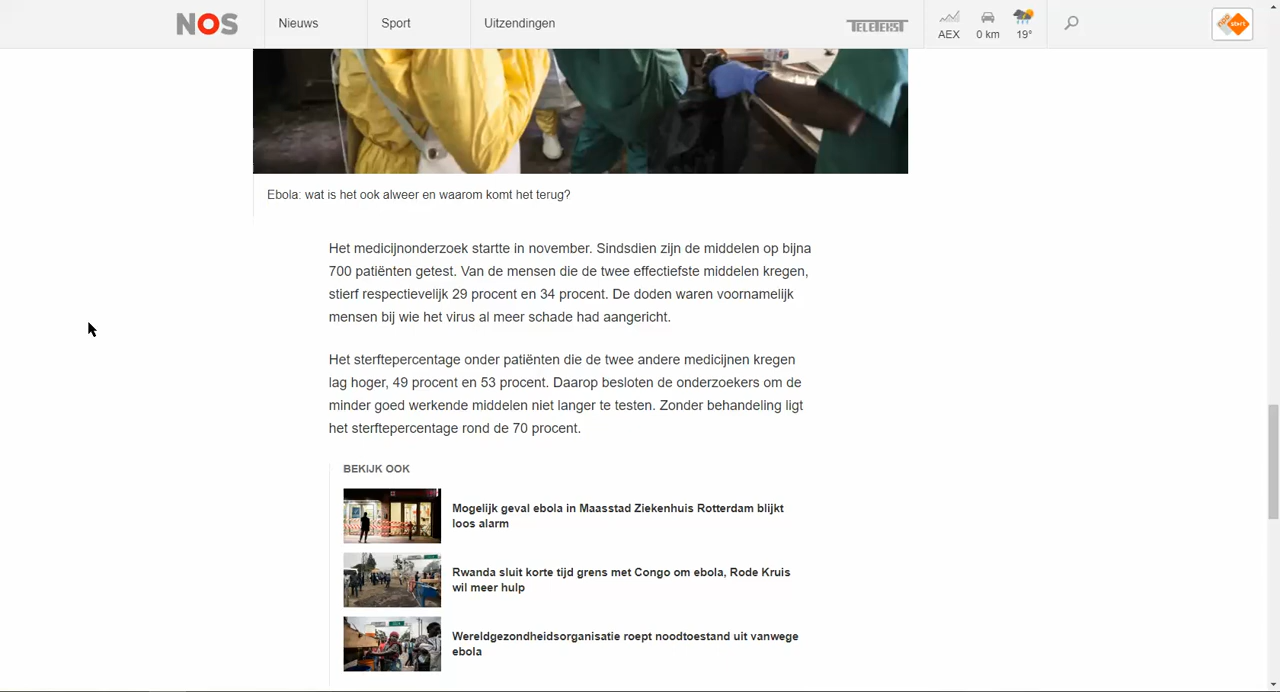 NOS Nieuws Sport Uitzendingen TELETEKST AEX 0 km 19° NPO START
Ebola: wat is het ook alweer en waarom komt het terug?
Het medicijnonderzoek startte in november. Sindsdien zijn de middelen op bijna
700 patiënten getest. Van de mensen die de twee effectiefste middelen kregen,
stierf respectievelijk 29 procent en 34 procent. De doden waren voornamelijk
mensen bij wie het virus al meer schade had aangericht.
Het sterftepercentage onder patiënten die de twee andere medicijnen kregen
lag hoger, 49 procent en 53 procent. Daarop besloten de onderzoekers om de
minder goed werkende middelen niet langer te testen. Zonder behandeling ligt
het sterftepercentage rond de 70 procent.
BEKIJK OOK
Mogelijk geval ebola in Maasstad Ziekenhuis Rotterdam blijkt
loos alarm
Rwanda sluit korte tijd grens met Congo om ebola, Rode Kruis
wil meer hulp
Wereldgezondheidsorganisatie roept noodtoestand uit vanwege
ebola